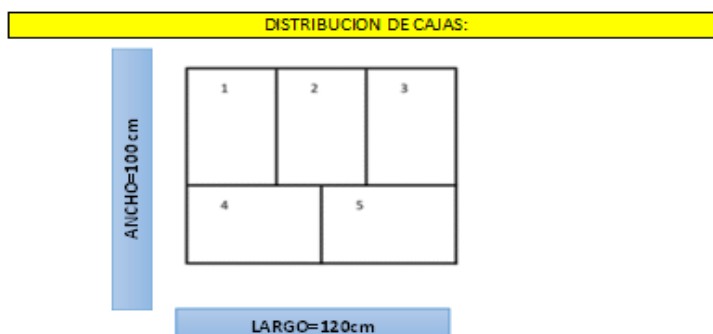 DISTRIBUCION DE CAJAS:
ANCHO=100 cm
1 2 3
4 5
LARGO=120cm